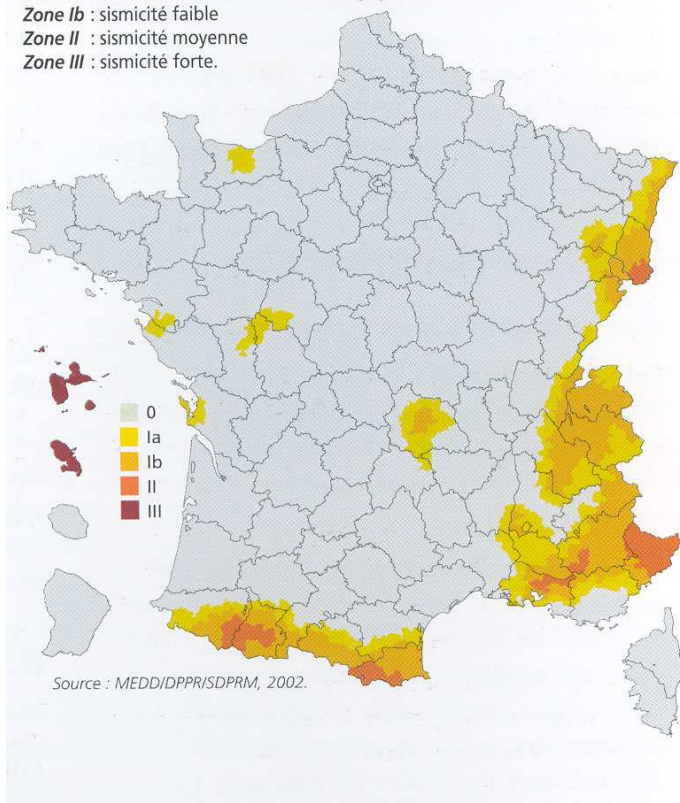 Zone Ib : sismicité faible
Zone II : sismicité moyenne
Zone III : sismicité forte.
0
Ia
Ib
II
III
Source : MEDD/DPPR/SDPRM, 2002.